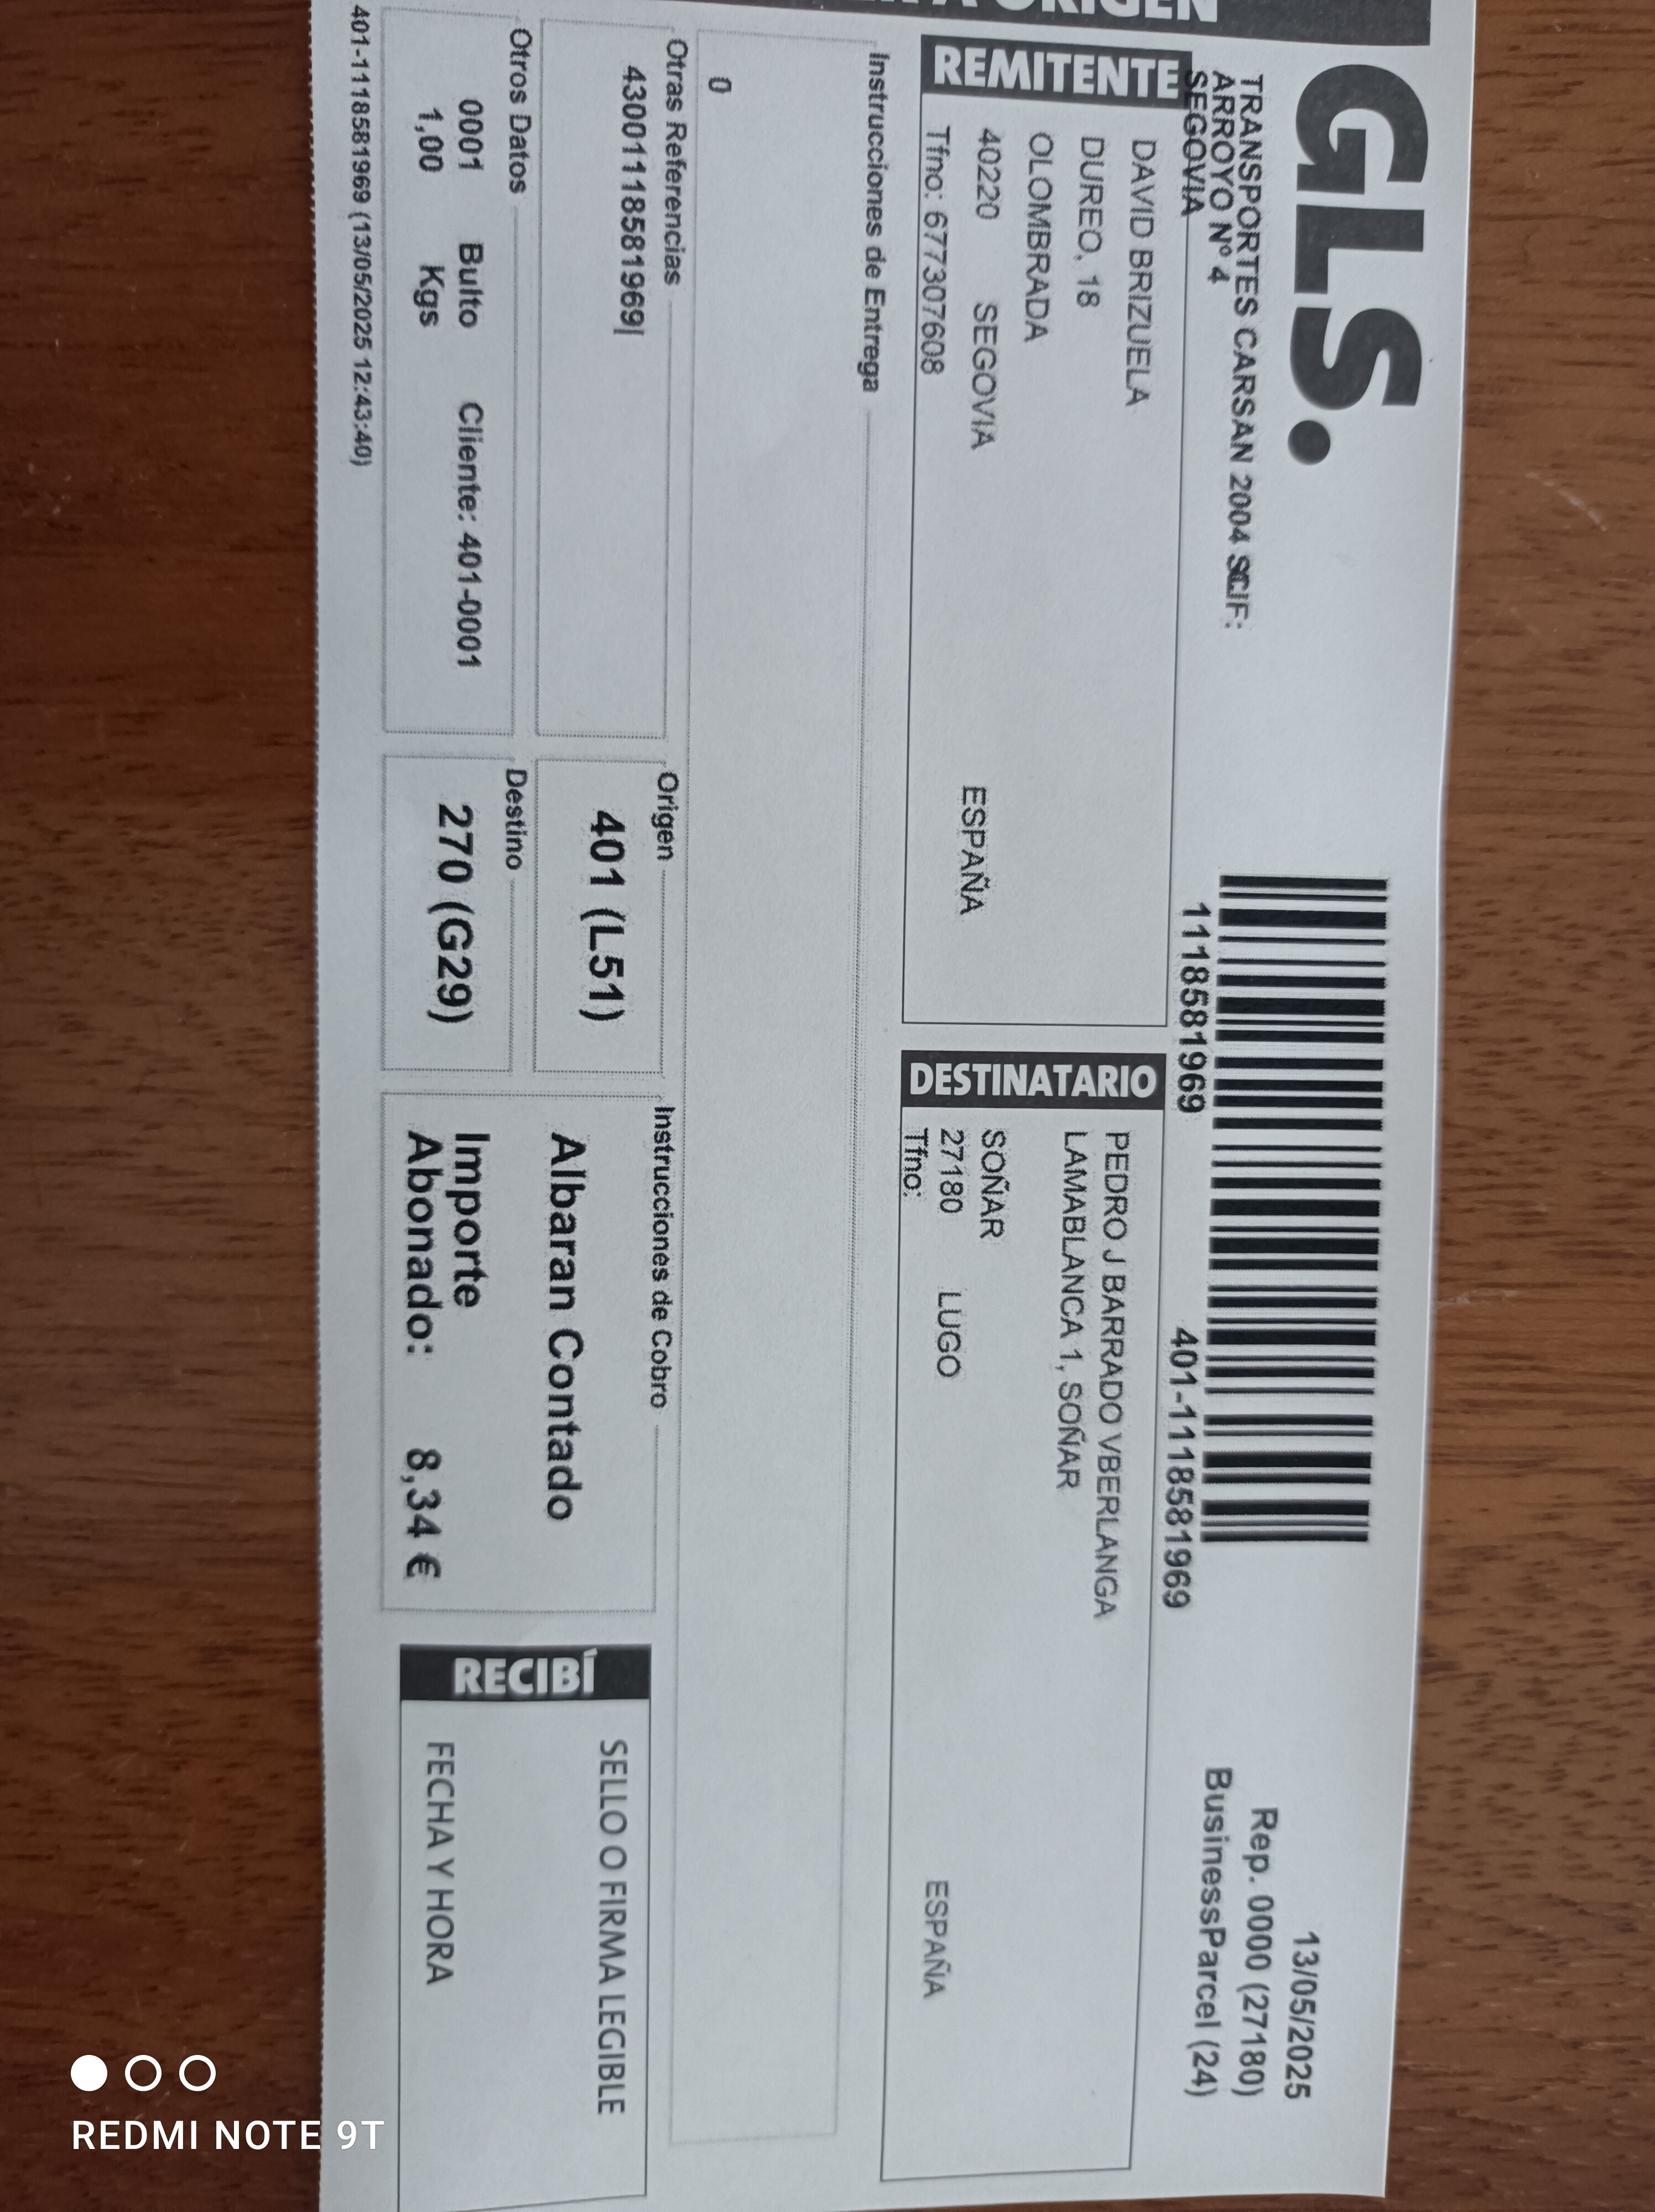 ORIGEN
GLS.
TRANSPORTES CARSAN 2004 SCIF:
ARROYO Nº 4
SEGOVIA
1118581969
401-1118581969
13/05/2025
Rep. 0000 (27180)
BusinessParcel (24)
REMITENTE
DAVID BRIZUELA
DUREO, 18
OLOMBRADA
40220 SEGOVIA ESPAÑA
Tfno: 677307608
DESTINATARIO
PEDRO J BARRADO VBERLANGA
LAMABLANCA 1, SOÑAR
SOÑAR
27180 LUGO ESPAÑA
Tfno:
Instrucciones de Entrega
0
Otras Referencias
43001118581969|
Origen
401 (L51)
Otros Datos
0001 Bulto Cliente: 401-0001
1,00 Kgs
Destino
270 (G29)
Instrucciones de Cobro
Albaran Contado
Importe
Abonado: 8,34 €
RECIBÍ
SELLO O FIRMA LEGIBLE
FECHA Y HORA
401-1118581969 (13/05/2025 12:43:40)
REDMI NOTE 9T